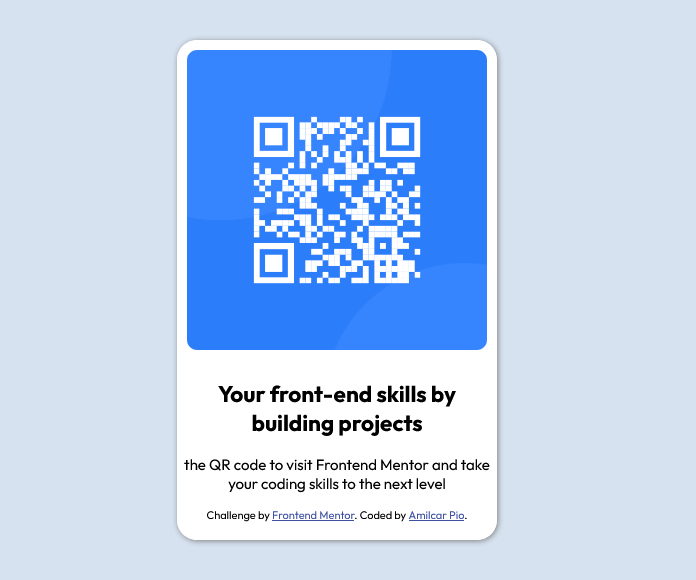 Your front-end skills by
building projects
the QR code to visit Frontend Mentor and take
your coding skills to the next level
Challenge by Frontend Mentor. Coded by Amilcar Pio.